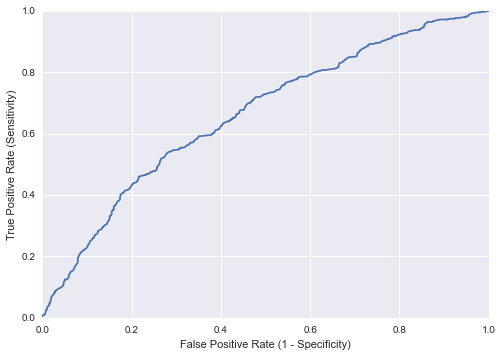 1.0
0.8
0.6
0.4
0.2
0.0
True Positive Rate (Sensitivity)
0.0 0.2 0.4 0.6 0.8 1.0
False Positive Rate (1 - Specificity)